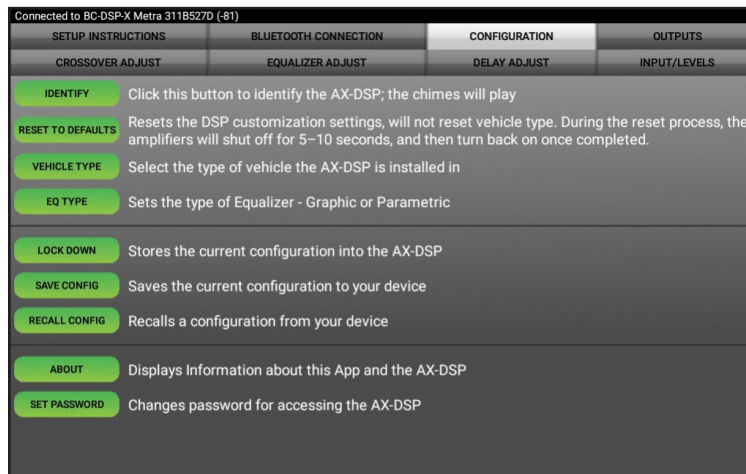 Connected to BC-DSP-X Metra 311B527D (-81)
SETUP INSTRUCTIONS BLUETOOTH CONNECTION CONFIGURATION OUTPUTS
CROSSOVER ADJUST EQUALIZER ADJUST DELAY ADJUST INPUT/LEVELS
IDENTIFY Click this button to identify the AX-DSP; the chimes will play
RESET TO DEFAULTS Resets the DSP customization settings, will not reset vehicle type. During the reset process, the
amplifiers will shut off for 5–10 seconds, and then turn back on once completed.
VEHICLE TYPE Select the type of vehicle the AX-DSP is installed in
EQ TYPE Sets the type of Equalizer - Graphic or Parametric
LOCK DOWN Stores the current configuration into the AX-DSP
SAVE CONFIG Saves the current configuration to your device
RECALL CONFIG Recalls a configuration from your device
ABOUT Displays Information about this App and the AX-DSP
SET PASSWORD Changes password for accessing the AX-DSP